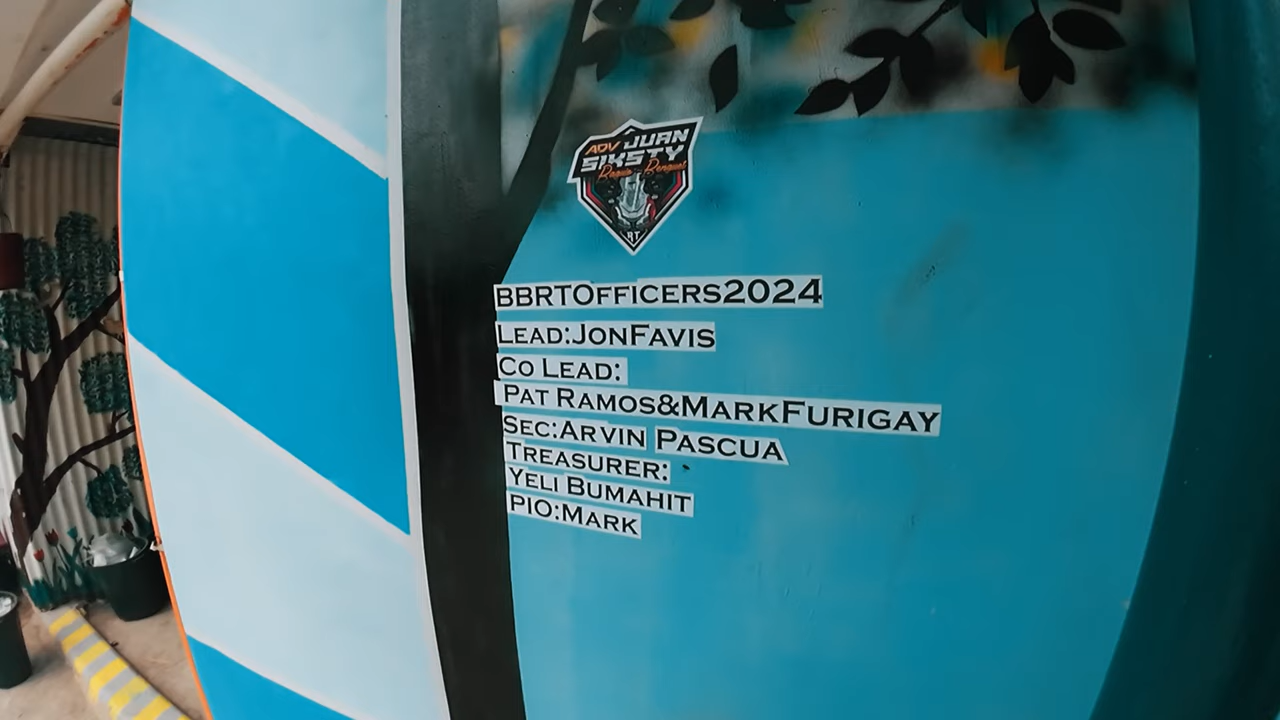 ADV JUAN
SIKSTY
Baguio - Benguet
RT
BBRTOFFICERS2024
LEAD:JONFAVIS
CO LEAD:
PAT RAMOS&MARKFURIGAY
SEC:ARVIN PASCUA
TREASURER:
YELI BUMAHIT
PIO:MARK